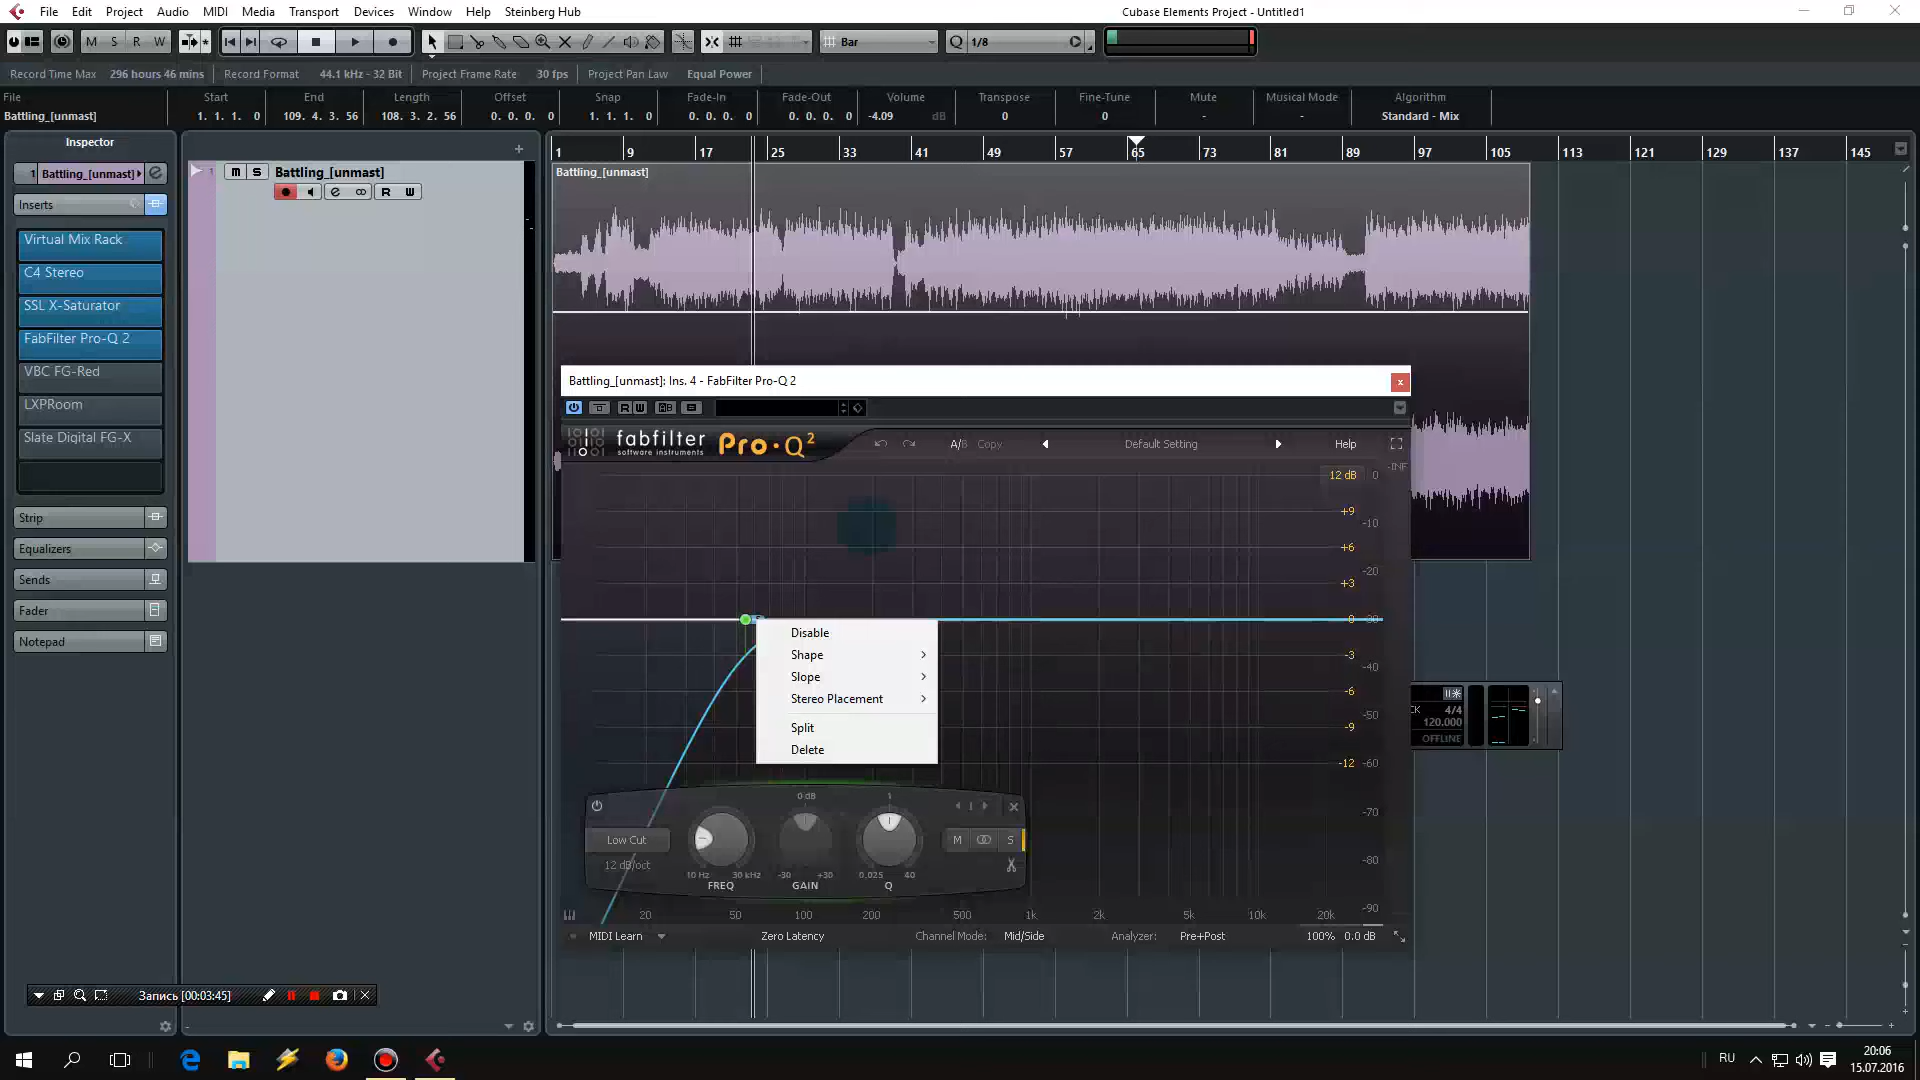 File Edit Project Audio MIDI Media Transport Devices Window Help Steinberg Hub
Cubase Elements Project - Untitled1
M S R W
Bar
Q 1/8
Record Time Max 296 hours 46 mins Record Format 44.1 kHz - 32 Bit Project Frame Rate 30 fps Project Pan Law Equal Power
File Start End Length Offset Snap Fade-In Fade-Out Volume Transpose Fine-Tune Mute Musical Mode Algorithm
Battling_[unmast] 1. 1. 1. 0 109. 4. 3. 56 108. 3. 2. 56 0. 0. 0. 0 1. 1. 1. 0 0. 0. 0. 0 0. 0. 0. 0 -4.09 dB 0 0 - - Standard - Mix
Inspector
1 9 17 25 33 41 49 57 65 73 81 89 97 105 113 121 129 137 145
1 Battling_[unmast]
1 m S Battling_[unmast]
R W
Battling_[unmast]
Inserts
Virtual Mix Rack
C4 Stereo
SSL X-Saturator
FabFilter Pro-Q 2
VBC FG-Red
LXPRoom
Slate Digital FG-X
Strip
Equalizers
Sends
Fader
Notepad
Battling_[unmast]: Ins. 4 - FabFilter Pro-Q 2
R W AB
fabfilter
software instruments
Pro·Q2
A/B Copy Default Setting Help
-INF
12 dB 0
+9 -10
+6
-20
+3
0 -30
-3
-40
-6
-50
-9
-12 -60
-70
-80
-90
Disable
Shape
Slope
Stereo Placement
Split
Delete
0 dB 1
Low Cut
12 dB/oct
M S
10 Hz 30 kHz -30 +30 0.025 40
FREQ GAIN Q
20 50 100 200 500 1k 2k 5k 10k 20k
MIDI Learn Zero Latency Channel Mode: Mid/Side Analyzer: Pre+Post 100% 0.0 dB
CK 4/4
120.000
OFFLINE
Запись [00:03:45]
RU
20:06
15.07.2016